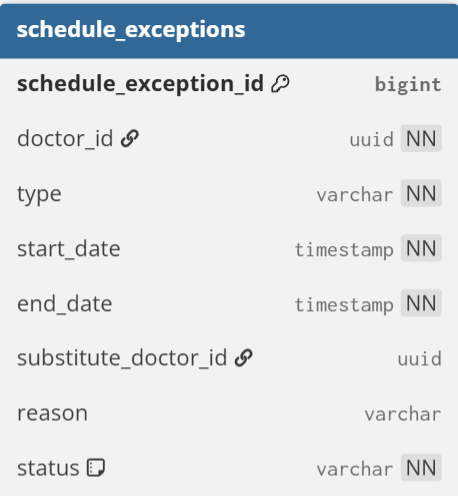 schedule_exceptions
schedule_exception_id bigint
doctor_id uuid NN
type varchar NN
start_date timestamp NN
end_date timestamp NN
substitute_doctor_id uuid
reason varchar
status varchar NN